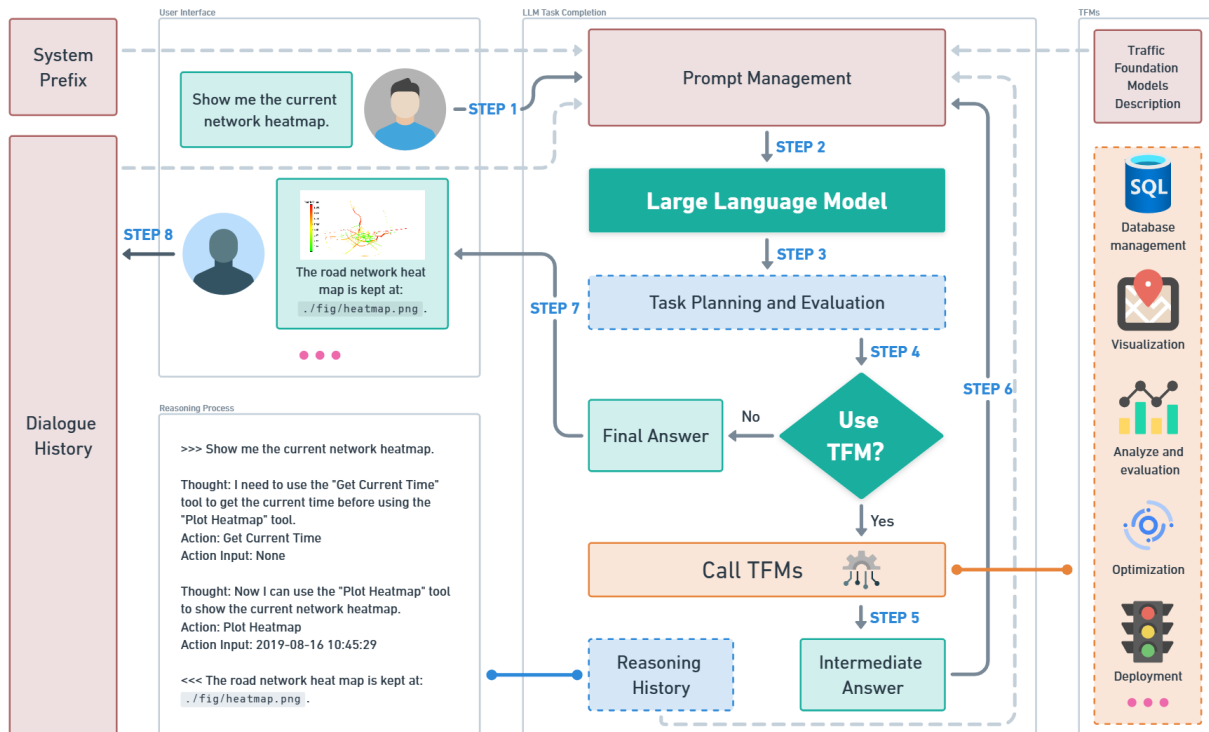 User Interface
LLM Task Completion
TFMs
System
Prefix
Show me the current
network heatmap.
STEP 1
Prompt Management
Traffic
Foundation
Models
Description
STEP 2
Large Language Model
STEP 3
Task Planning and Evaluation
STEP 4
Use
TFM?
No
Final Answer
Yes
Call TFMs
STEP 5
Intermediate
Answer
STEP 6
STEP 7
Reasoning
History
The road network heat
map is kept at:
./fig/heatmap.png.
STEP 8
Dialogue
History
Reasoning Process
>>> Show me the current network heatmap.
Thought: I need to use the "Get Current Time"
tool to get the current time before using the
"Plot Heatmap" tool.
Action: Get Current Time
Action Input: None
Thought: Now I can use the "Plot Heatmap" tool
to show the current network heatmap.
Action: Plot Heatmap
Action Input: 2019-08-16 10:45:29
<<< The road network heat map is kept at:
./fig/heatmap.png.
SQL
Database
management
Visualization
Analyze and
evaluation
Optimization
Deployment